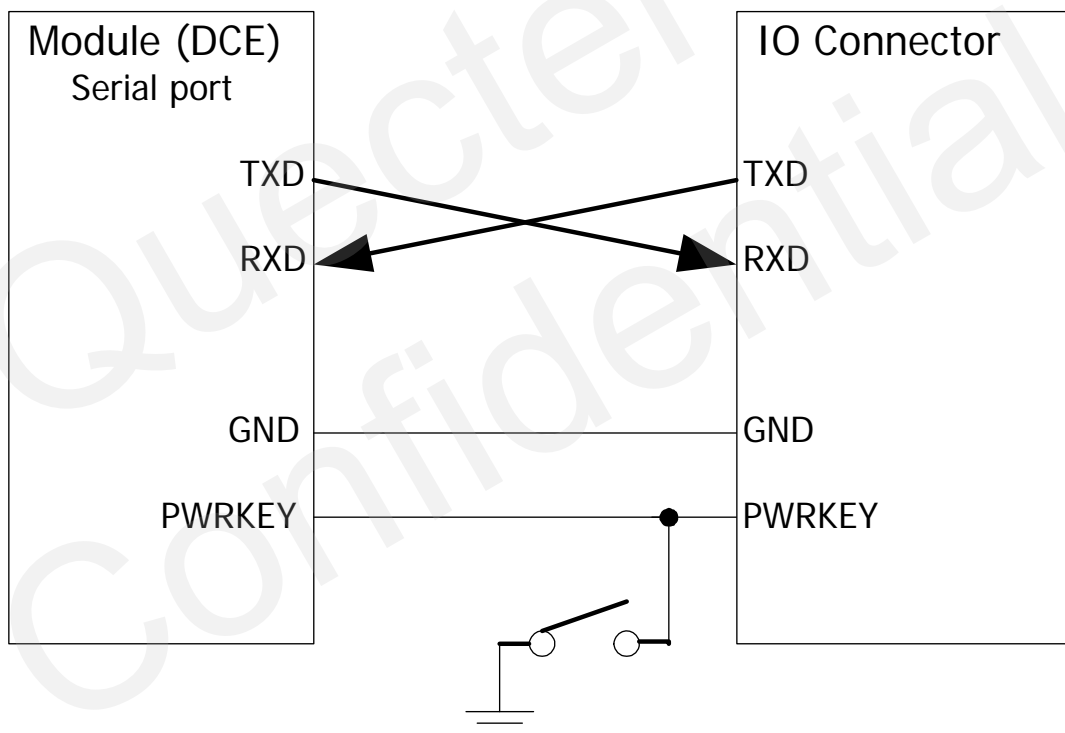 Module (DCE)
Serial port
IO Connector
TXD
TXD
RXD
RXD
GND
GND
PWRKEY
PWRKEY
Quectel
Confidential